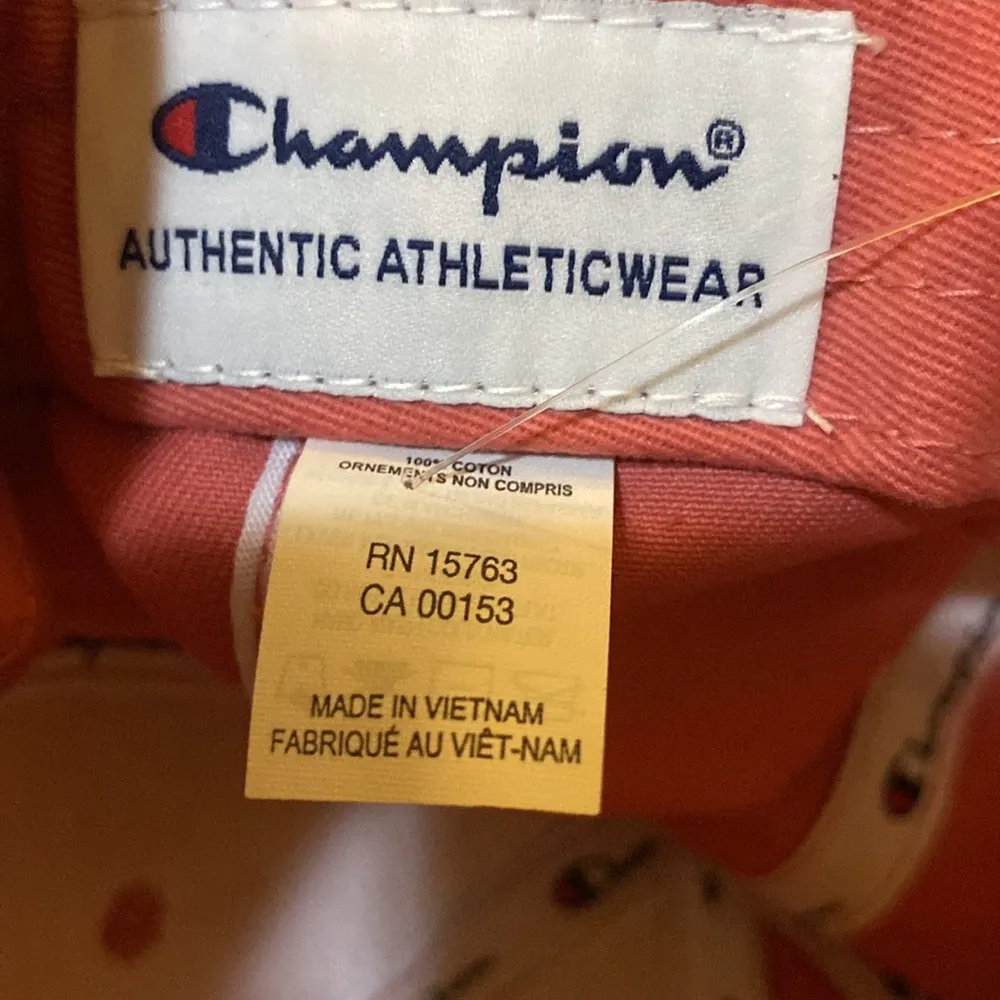 Champion®
AUTHENTIC ATHLETICWEAR
100% COTON
ORNEMENTS NON COMPRIS
RN 15763
CA 00153
MADE IN VIETNAM
FABRIQUÉ AU VIÊT-NAM
Champion